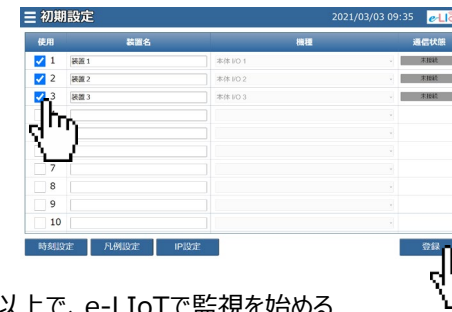 初期設定 2021/03/03 09:35 e-LI
使用 装置名 機種 通信状態
1 装置1 本体 I/O 1 未接続
2 装置2 本体 I/O 2 未接続
3 装置3 本体 I/O 3 未接続
7
8
9
10
時刻設定 凡例設定 IP設定 登録
以上で、e-LIoTで監視を始める